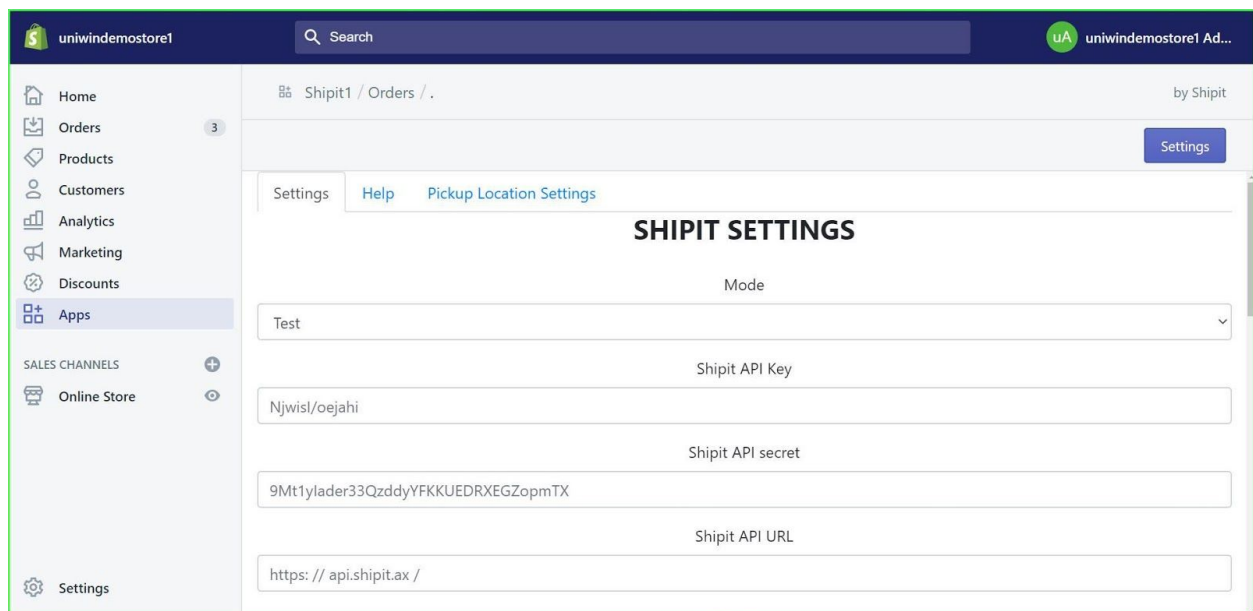 uniwindemostore1
Search
uA
uniwindemostore1 Ad...
Home
Orders
3
Products
Customers
Analytics
Marketing
Discounts
Apps
SALES CHANNELS
Online Store
Settings
Shipit1 / Orders / .
by Shipit
Settings
Settings
Help
Pickup Location Settings
SHIPIT SETTINGS
Mode
Test
Shipit API Key
Njwisl/oejahi
Shipit API secret
9Mt1ylader33QzddyYFKKUEDRXEGZopmTX
Shipit API URL
https: // api.shipit.ax /